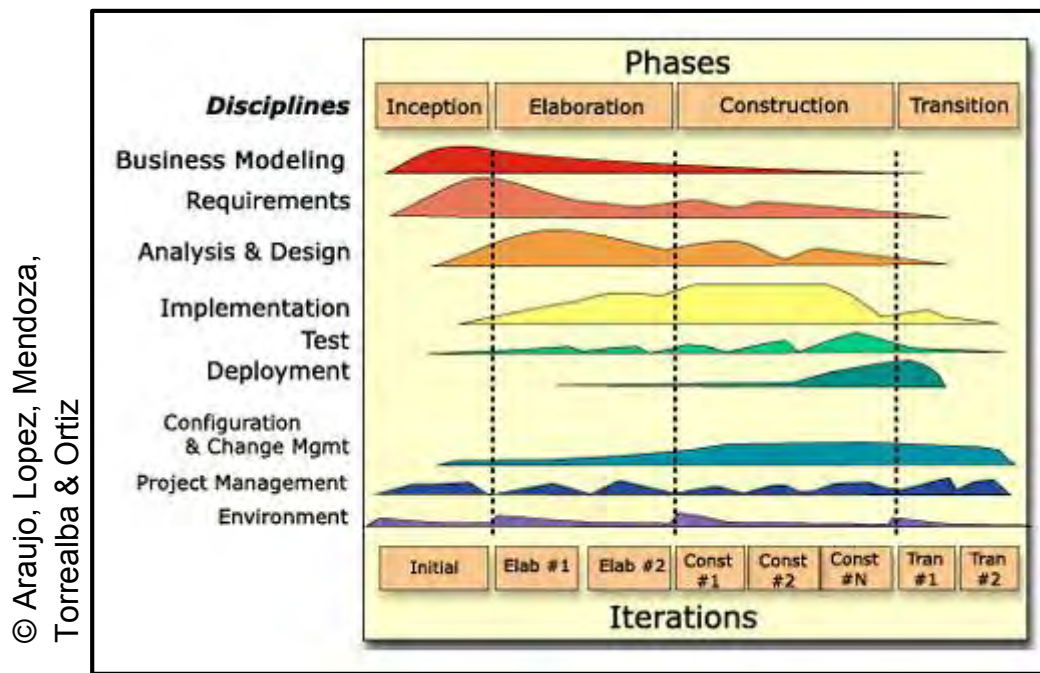 © Araujo, Lopez, Mendoza,
Torrealba & Ortiz
Phases
Disciplines
Inception
Elaboration
Construction
Transition
Business Modeling
Requirements
Analysis & Design
Implementation
Test
Deployment
Configuration
& Change Mgmt
Project Management
Environment
Initial
Elab #1
Elab #2
Const
#1
Const
#2
Const
#N
Tran
#1
Tran
#2
Iterations